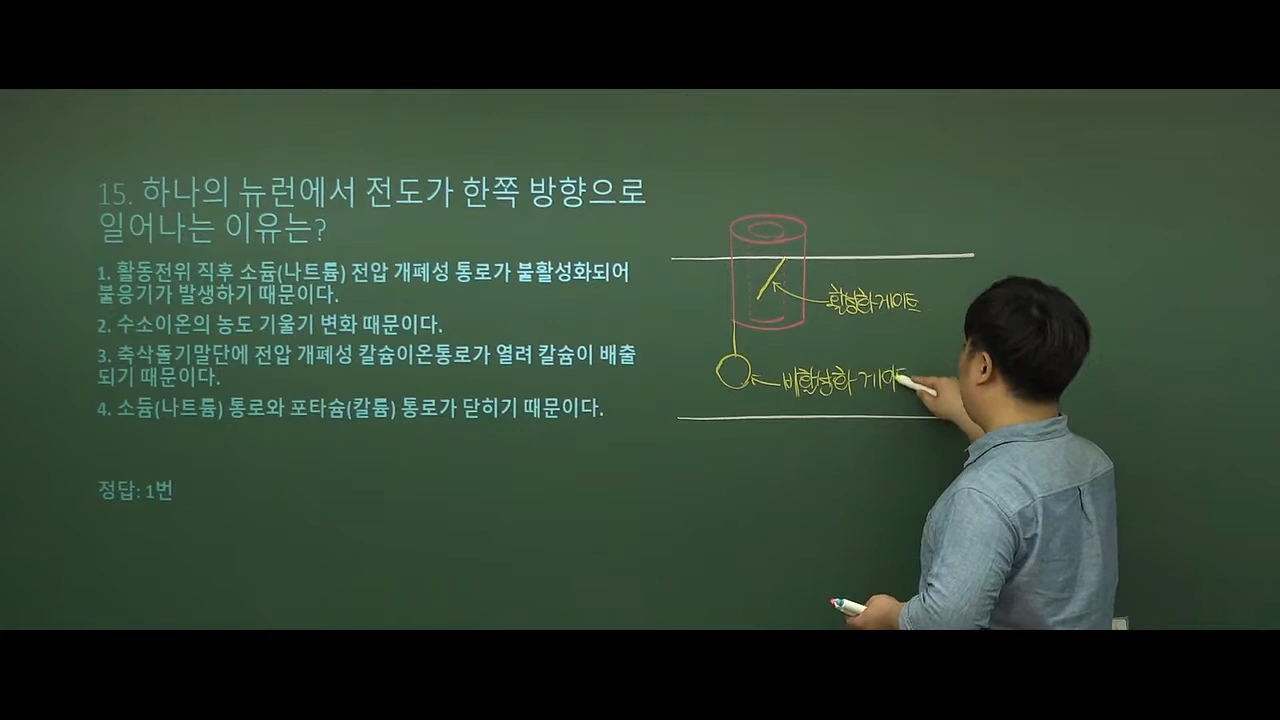 15. 하나의 뉴런에서 전도가 한쪽 방향으로
일어나는 이유는?
1. 활동전위 직후 소듐(나트륨) 전압 개폐성 통로가 불활성화되어
불응기가 발생하기 때문이다.
2. 수소이온의 농도 기울기 변화 때문이다.
3. 축삭돌기말단에 전압 개폐성 칼슘이온통로가 열려 칼슘이 배출
되기 때문이다.
4. 소듐(나트륨) 통로와 포타슘(칼륨) 통로가 닫히기 때문이다.
정답: 1번
활성화게이트
비활성화 게이트